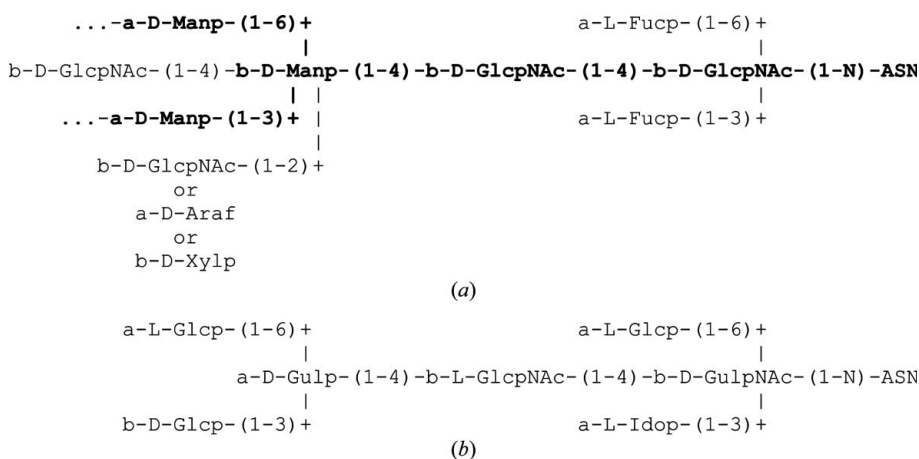 ...-a-D-Manp-(1-6)+ a-L-Fucp-(1-6)+
| |
b-D-GlcpNAc-(1-4)-b-D-Manp-(1-4)-b-D-GlcpNAc-(1-4)-b-D-GlcpNAc-(1-N)-ASN
| | |
...-a-D-Manp-(1-3)+ | a-L-Fucp-(1-3)+
|
b-D-GlcpNAc-(1-2)+
or
a-D-Araf
or
b-D-Xylp
(a)
a-L-Glcp-(1-6)+ a-L-Glcp-(1-6)+
| |
a-D-Gulp-(1-4)-b-L-GlcpNAc-(1-4)-b-D-GulpNAc-(1-N)-ASN
| |
b-D-Glcp-(1-3)+ a-L-Idop-(1-3)+
(b)